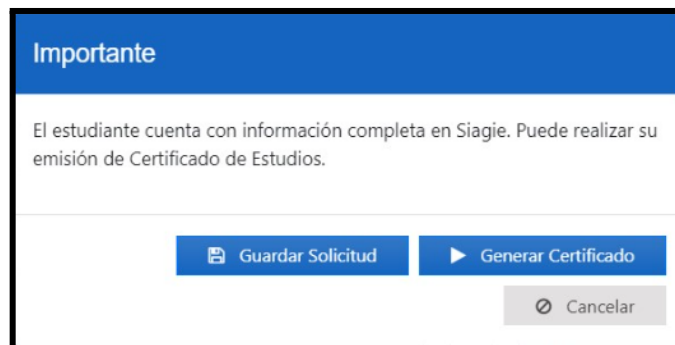 Importante
El estudiante cuenta con información completa en Siagie. Puede realizar su
emisión de Certificado de Estudios.
Guardar Solicitud
Generar Certificado
Cancelar